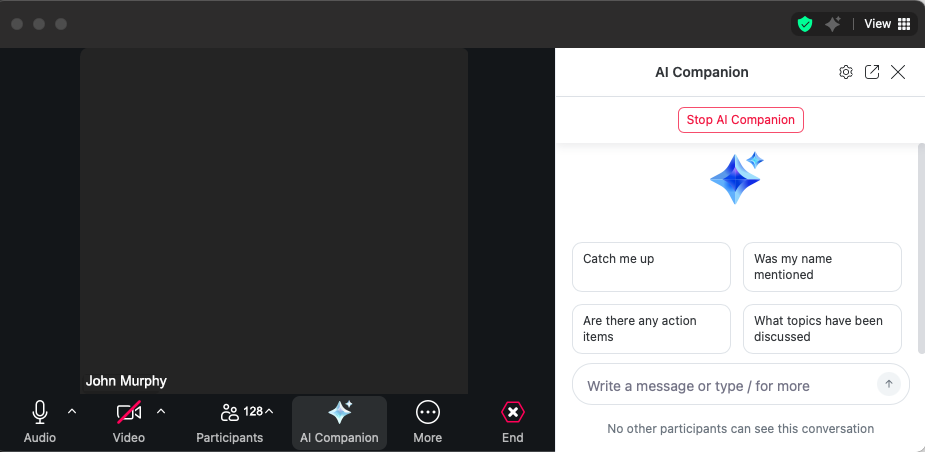 View
AI Companion
Stop AI Companion
Catch me up
Was my name
mentioned
Are there any action
items
What topics have been
discussed
Write a message or type / for more
No other participants can see this conversation
John Murphy
128
Audio
Video
Participants
AI Companion
More
End